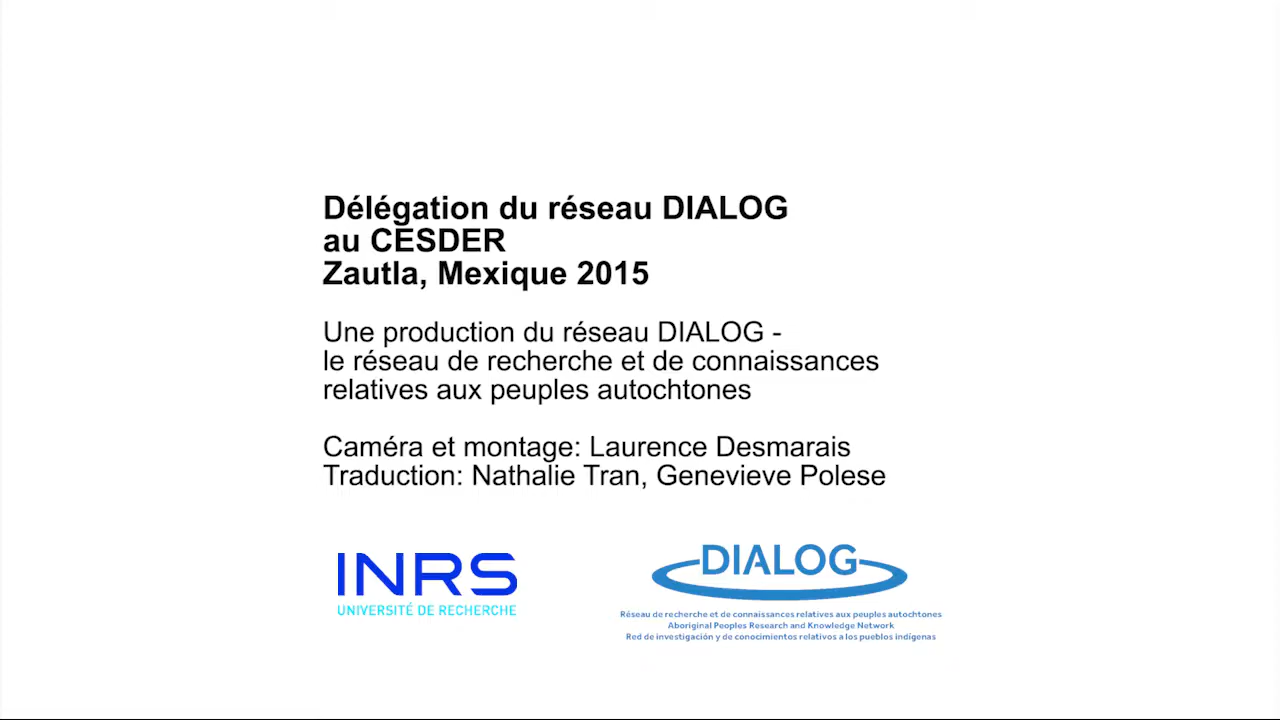 Délégation du réseau DIALOG
au CESDER
Zautla, Mexique 2015
Une production du réseau DIALOG -
le réseau de recherche et de connaissances
relatives aux peuples autochtones
Caméra et montage: Laurence Desmarais
Traduction: Nathalie Tran, Genevieve Polese
INRS
UNIVERSITÉ DE RECHERCHE
DIALOG
Réseau de recherche et de connaissances relatives aux peuples autochtones
Aboriginal Peoples Research and Knowledge Network
Red de investigación y de conocimientos relativos a los pueblos indígenas